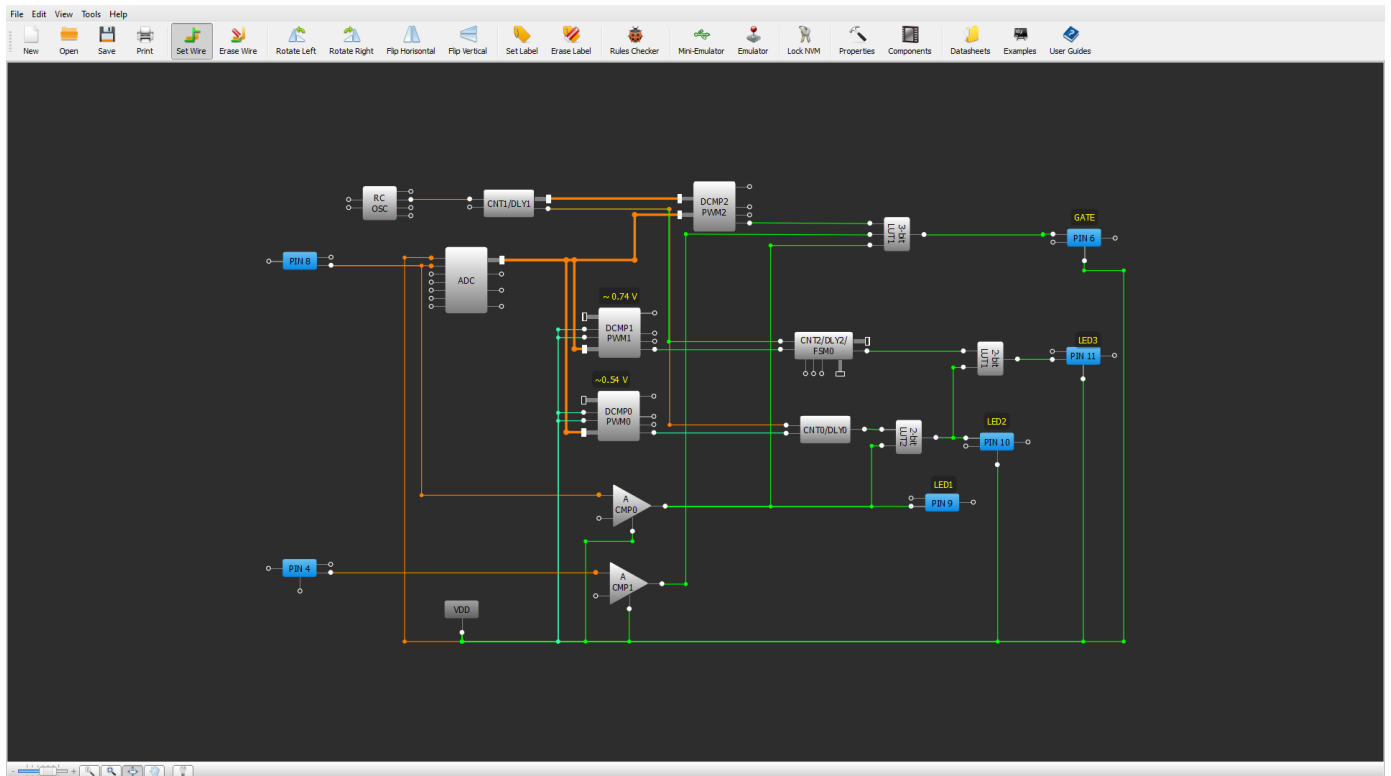 File Edit View Tools Help
New Open Save Print Set Wire Erase Wire Rotate Left Rotate Right Flip Horisontal Flip Vertical Set Label Erase Label Rules Checker Mini-Emulator Emulator Lock NVM Properties Components Datasheets Examples User Guides
RC
OSC
CNT1/DLY1
DCMP2
PWM2
3-bit
LUT1
GATE
PIN 6
PIN 8
ADC
~ 0.74 V
DCMP1
PWM1
CNT2/DLY2/
FSM0
2-bit
LUT1
LED3
PIN 11
~0.54 V
DCMP0
PWM0
CNT0/DLY0
2-bit
LUT2
LED2
PIN 10
A
CMP0
LED1
PIN 9
PIN 4
A
CMP1
VDD
- +